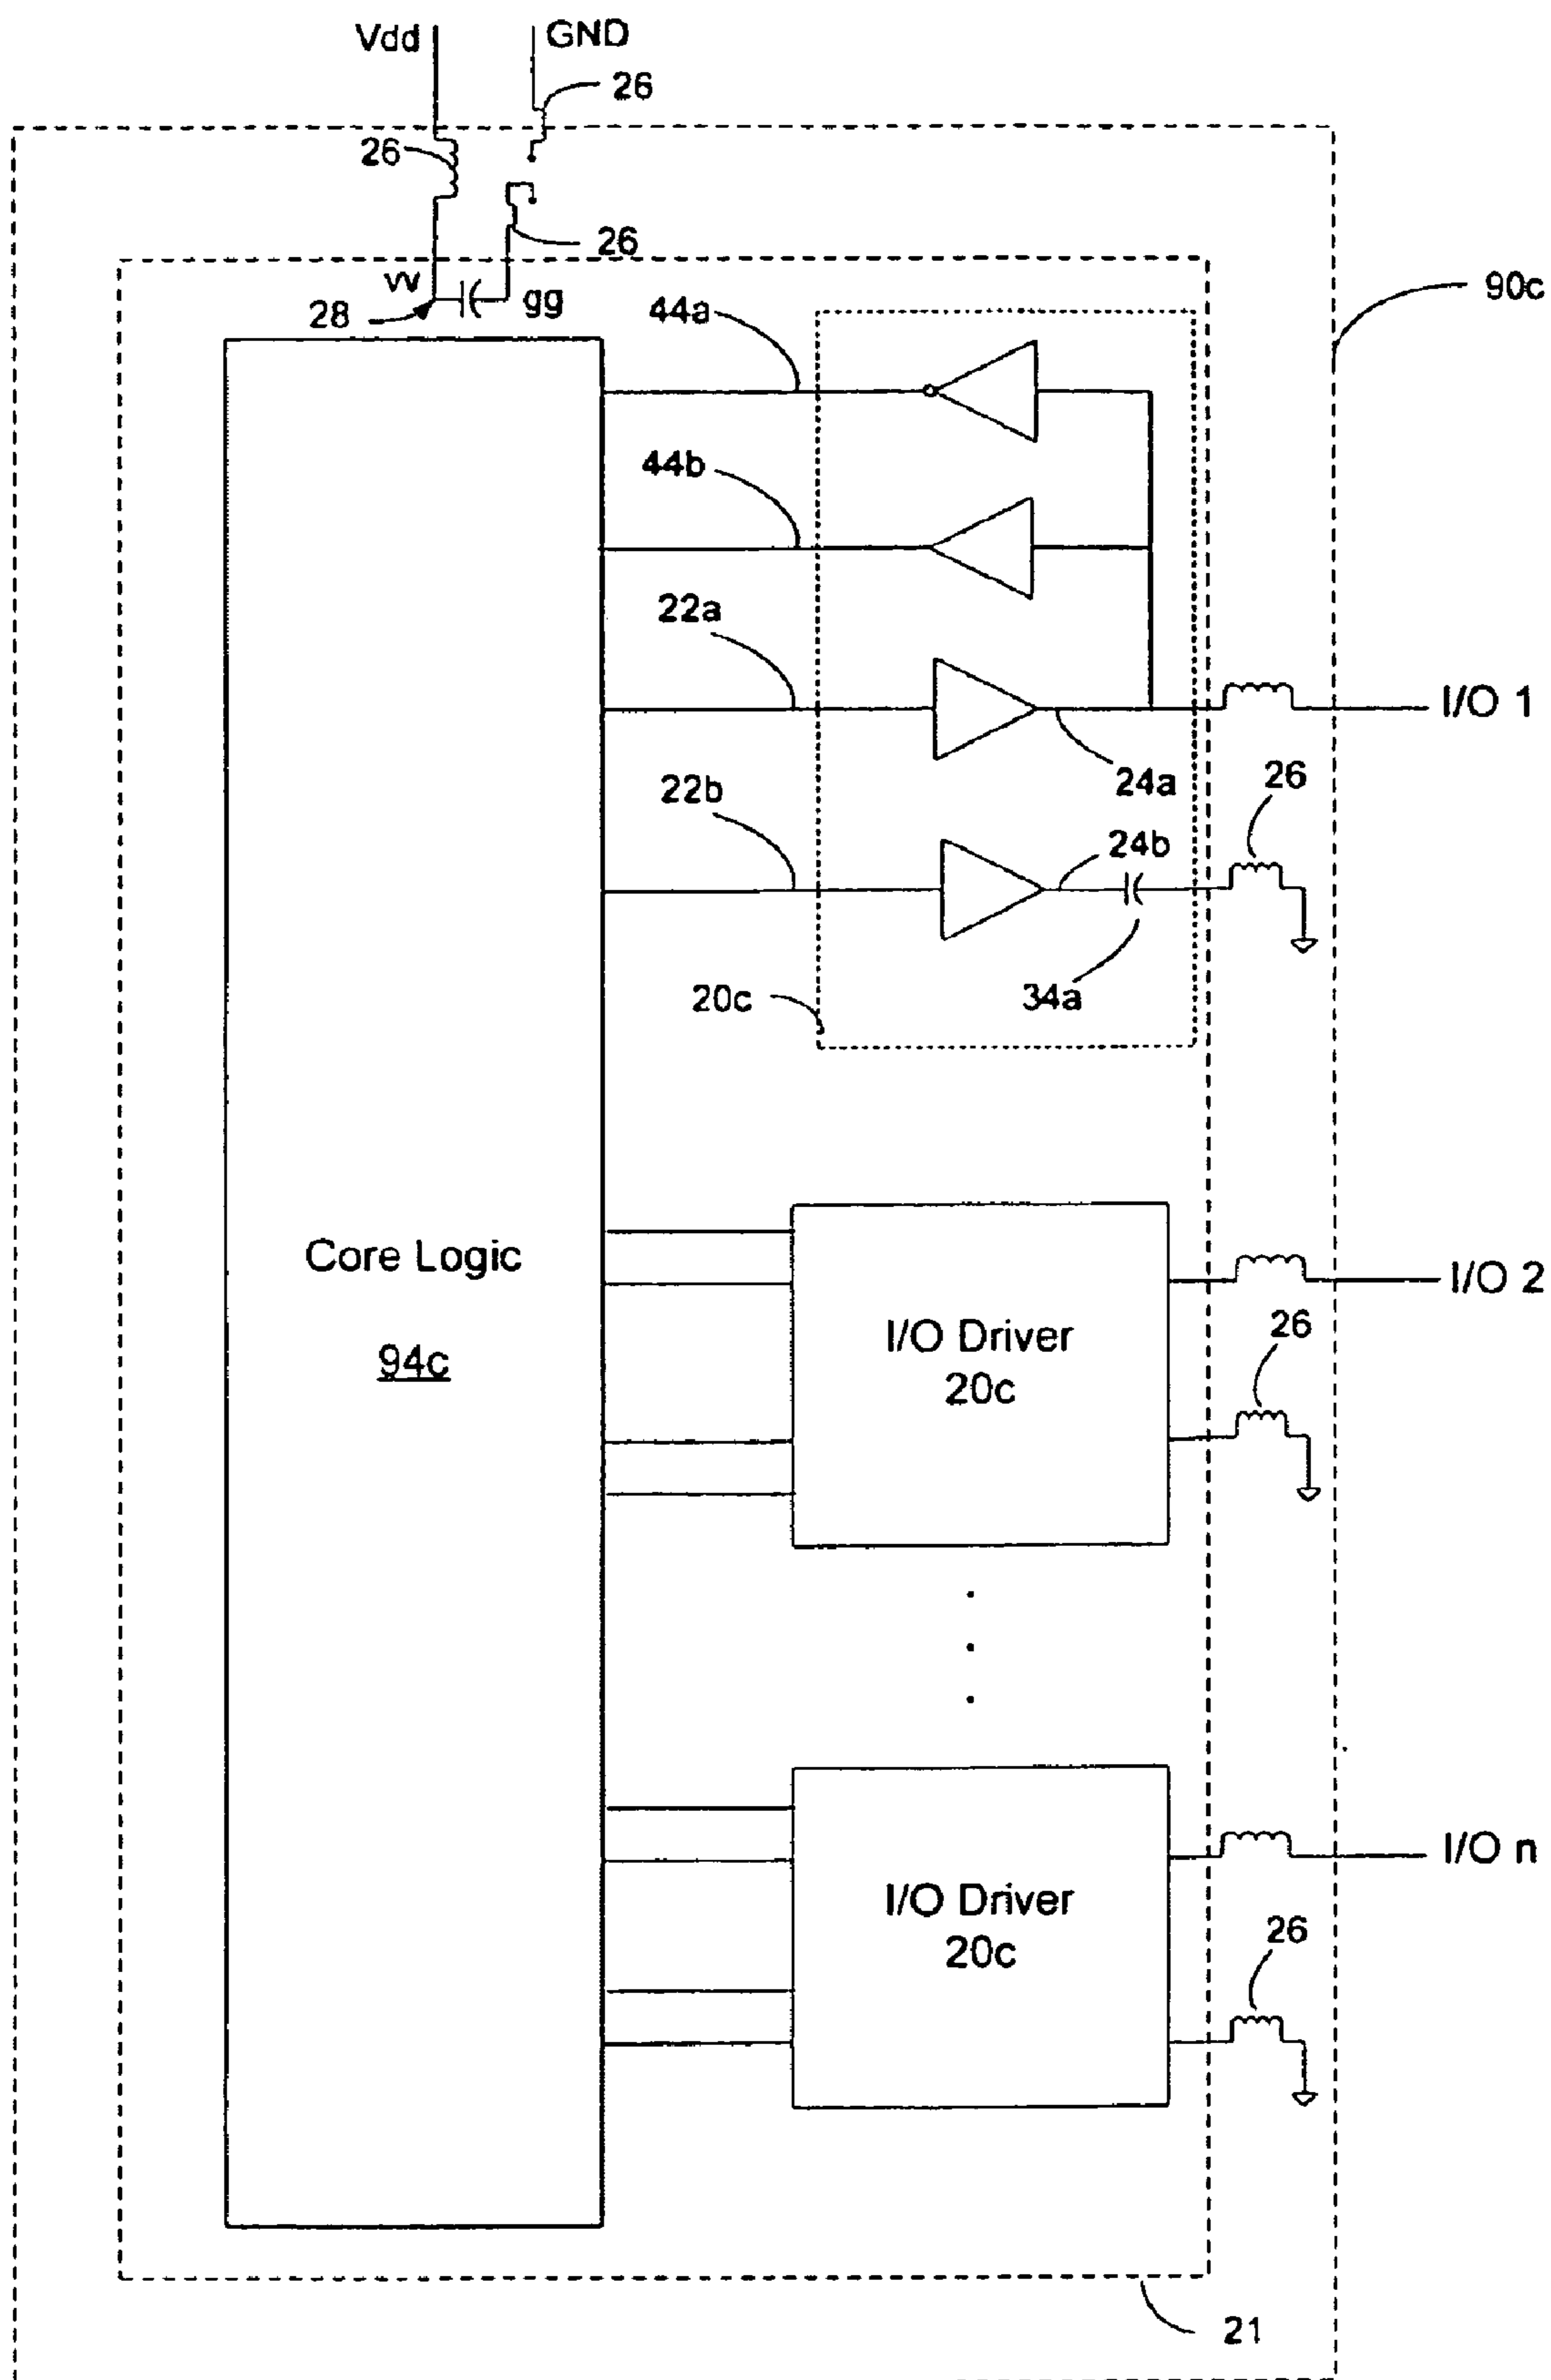 Vdd
GND
26
26
26
vv
gg
28
90c
44a
44b
22a
I/O 1
24a
26
22b
24b
20c
34a
Core Logic
94c
I/O 2
I/O Driver
20c
26
I/O n
I/O Driver
20c
26
21